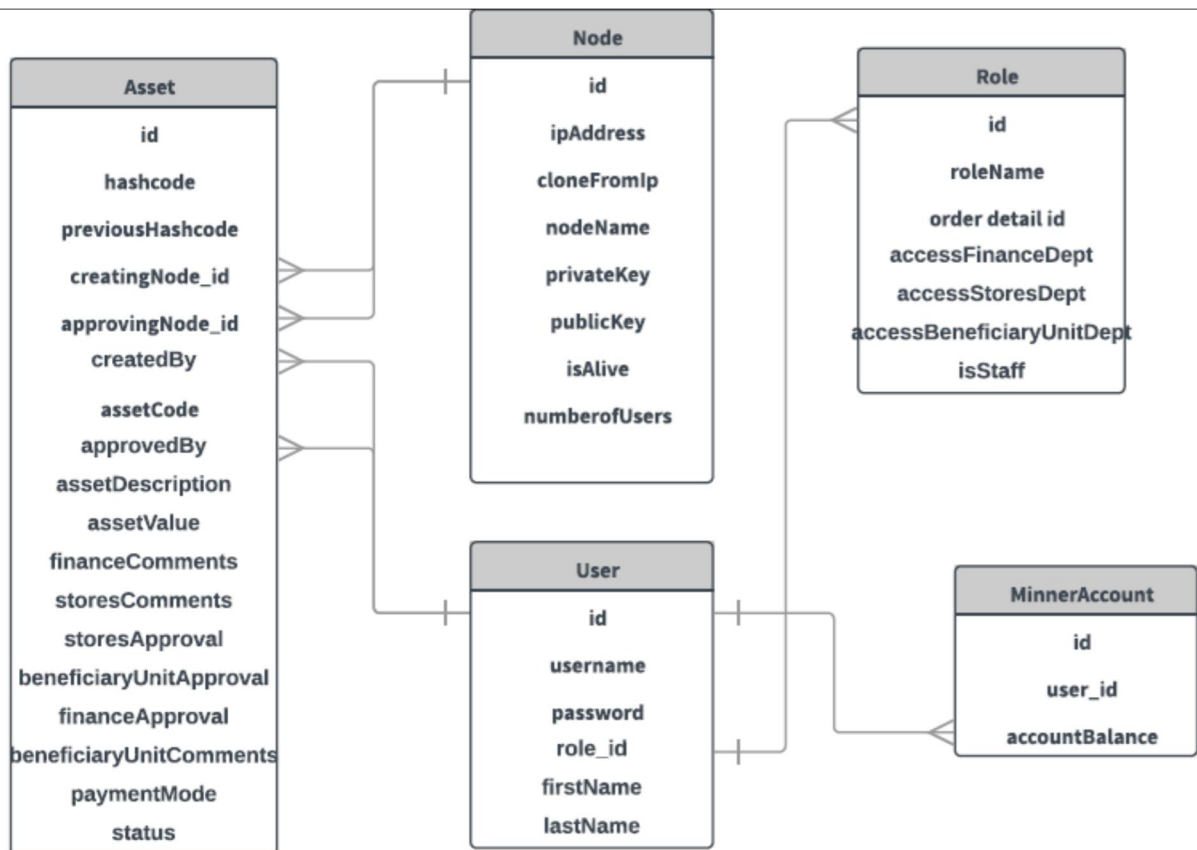 Asset
id
hashcode
previousHashcode
creatingNode_id
approvingNode_id
createdBy
assetCode
approvedBy
assetDescription
assetValue
financeComments
storesComments
storesApproval
beneficiaryUnitApproval
financeApproval
beneficiaryUnitComments
paymentMode
status
Node
id
ipAddress
cloneFromIp
nodeName
privateKey
publicKey
isAlive
numberofUsers
User
id
username
password
role_id
firstName
lastName
Role
id
roleName
order detail id
accessFinanceDept
accessStoresDept
accessBeneficiaryUnitDept
isStaff
MinnerAccount
id
user_id
accountBalance